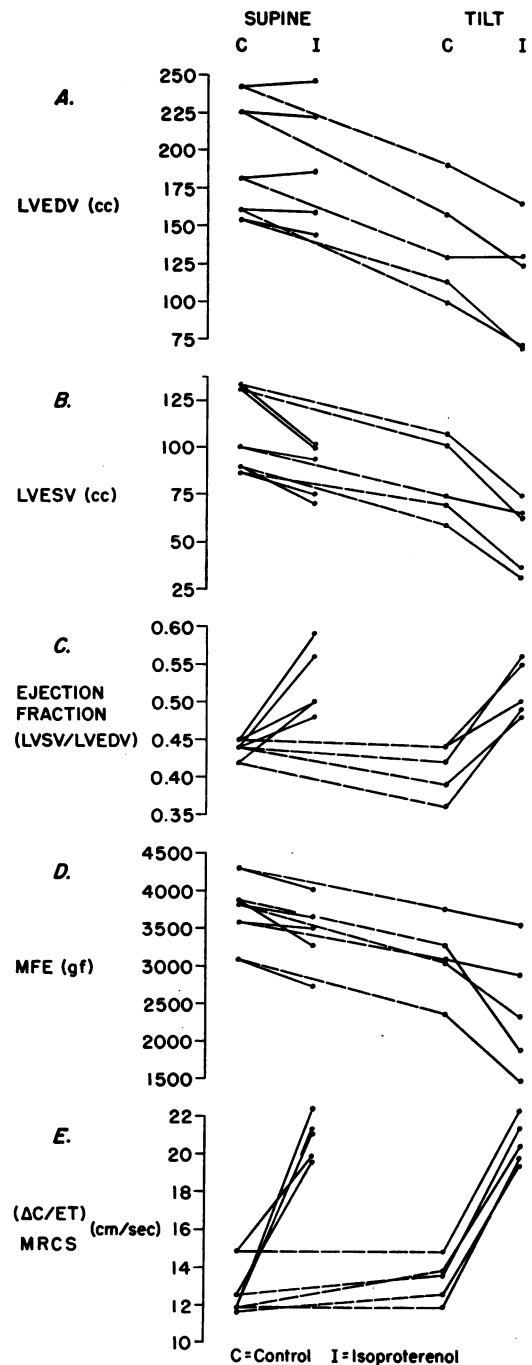 SUPINE TILT
C I C I
A.
250
225
200
175
LVEDV (cc)
150
125
100
75
B.
125
100
LVESV (cc)
75
50
25
C.
0.60
0.55
EJECTION
FRACTION
(LVSV/LVEDV)
0.50
0.45
0.40
0.35
D.
4500
4000
3500
MFE (gf)
3000
2500
2000
1500
E.
22
20
18
(ΔC/ET) (cm/sec)
MRCS
16
14
12
10
C=Control I=Isoproterenol